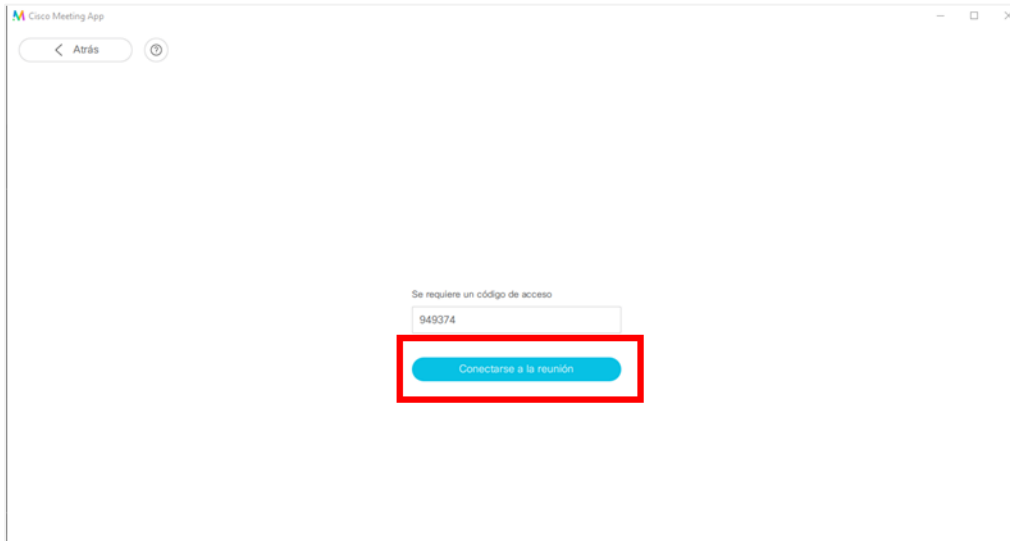 Cisco Meeting App
Atrás
Se requiere un código de acceso
949374
Conectarse a la reunión